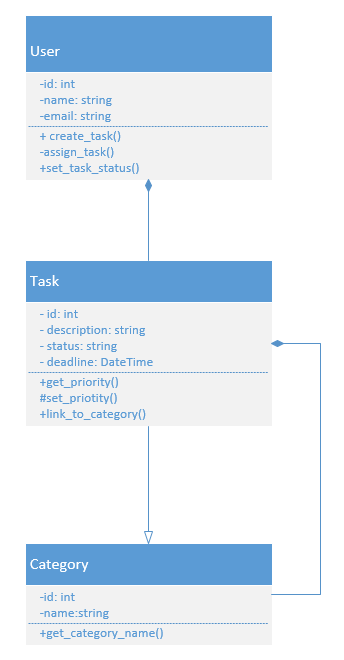 User
-id: int
-name: string
-email: string
+ create_task()
-assign_task()
+set_task_status()
Task
- id: int
- description: string
- status: string
- deadline: DateTime
+get_priority()
#set_priotity()
+link_to_category()
Category
-id: int
-name:string
+get_category_name()